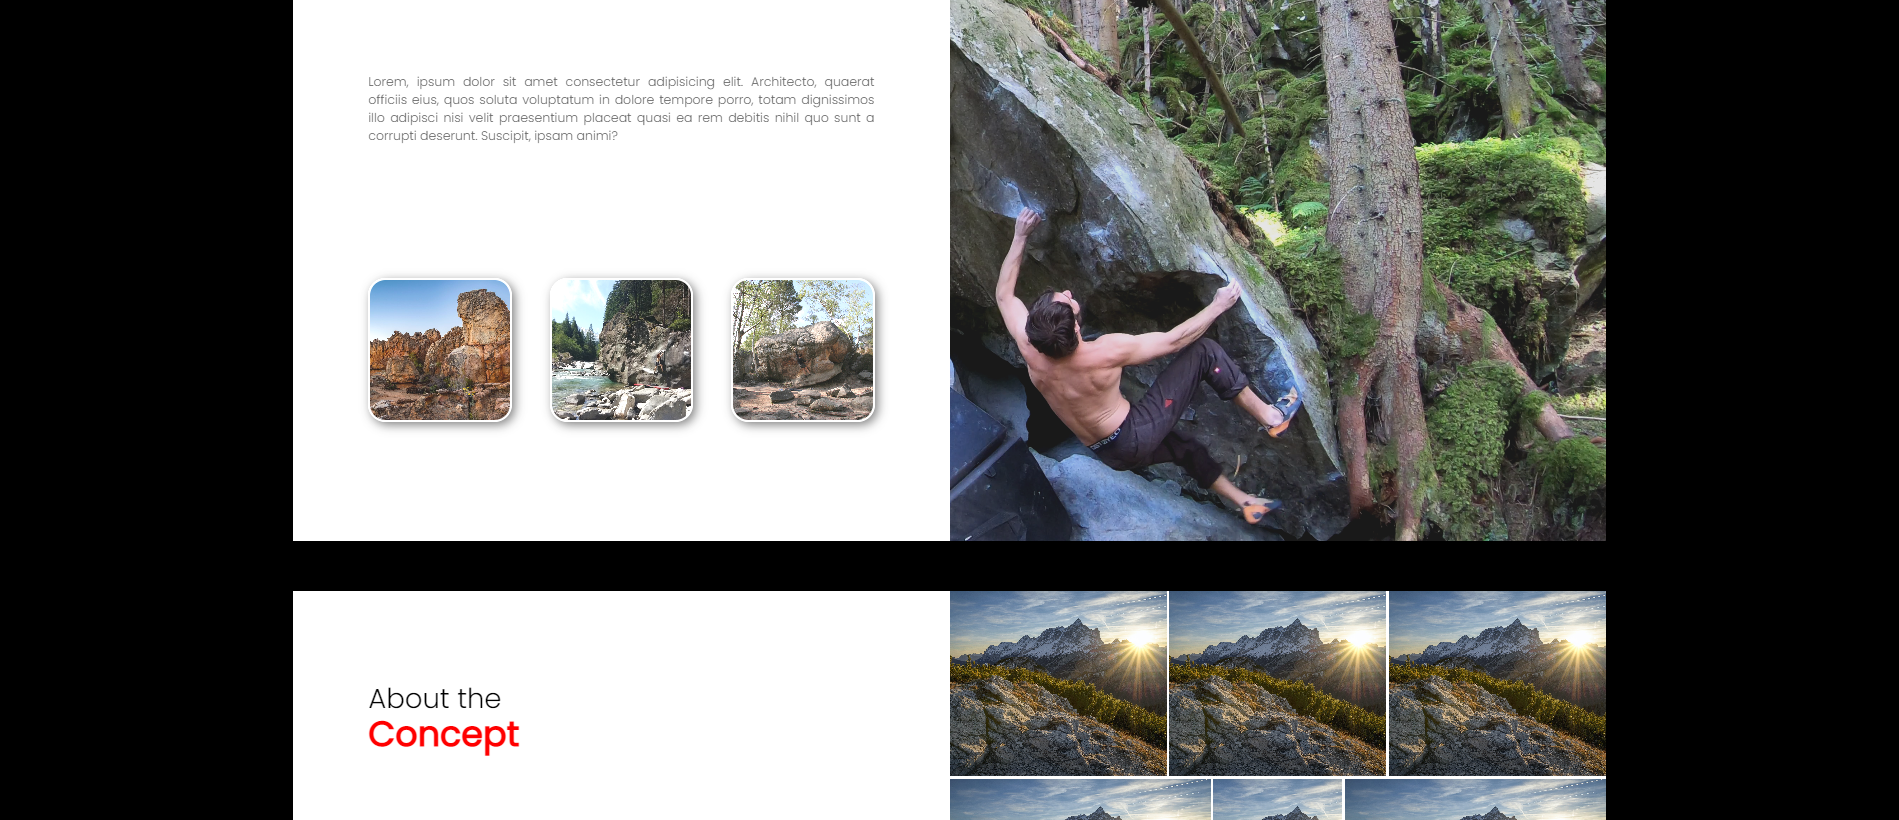 Lorem, ipsum dolor sit amet consectetur adipisicing elit. Architecto, quaerat
officiis eius, quos soluta voluptatum in dolore tempore porro, totam dignissimos
illo adipisci nisi velit praesentium placeat quasi ea rem debitis nihil quo sunt a
corrupti deserunt. Suscipit, ipsam animi?
About the
Concept